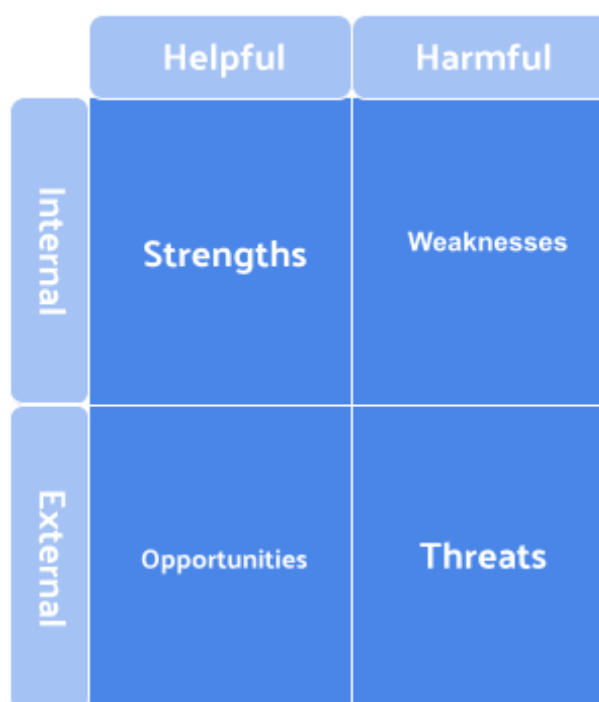 Helpful
Harmful
Internal
Strengths
Weaknesses
External
Opportunities
Threats